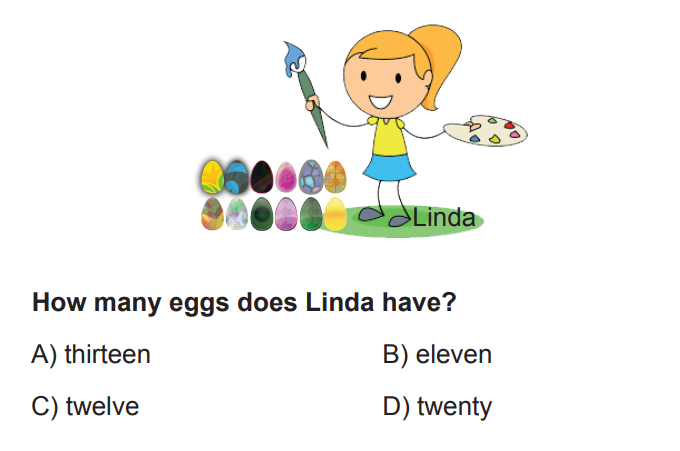 Linda
How many eggs does Linda have?
A) thirteen
B) eleven
C) twelve
D) twenty